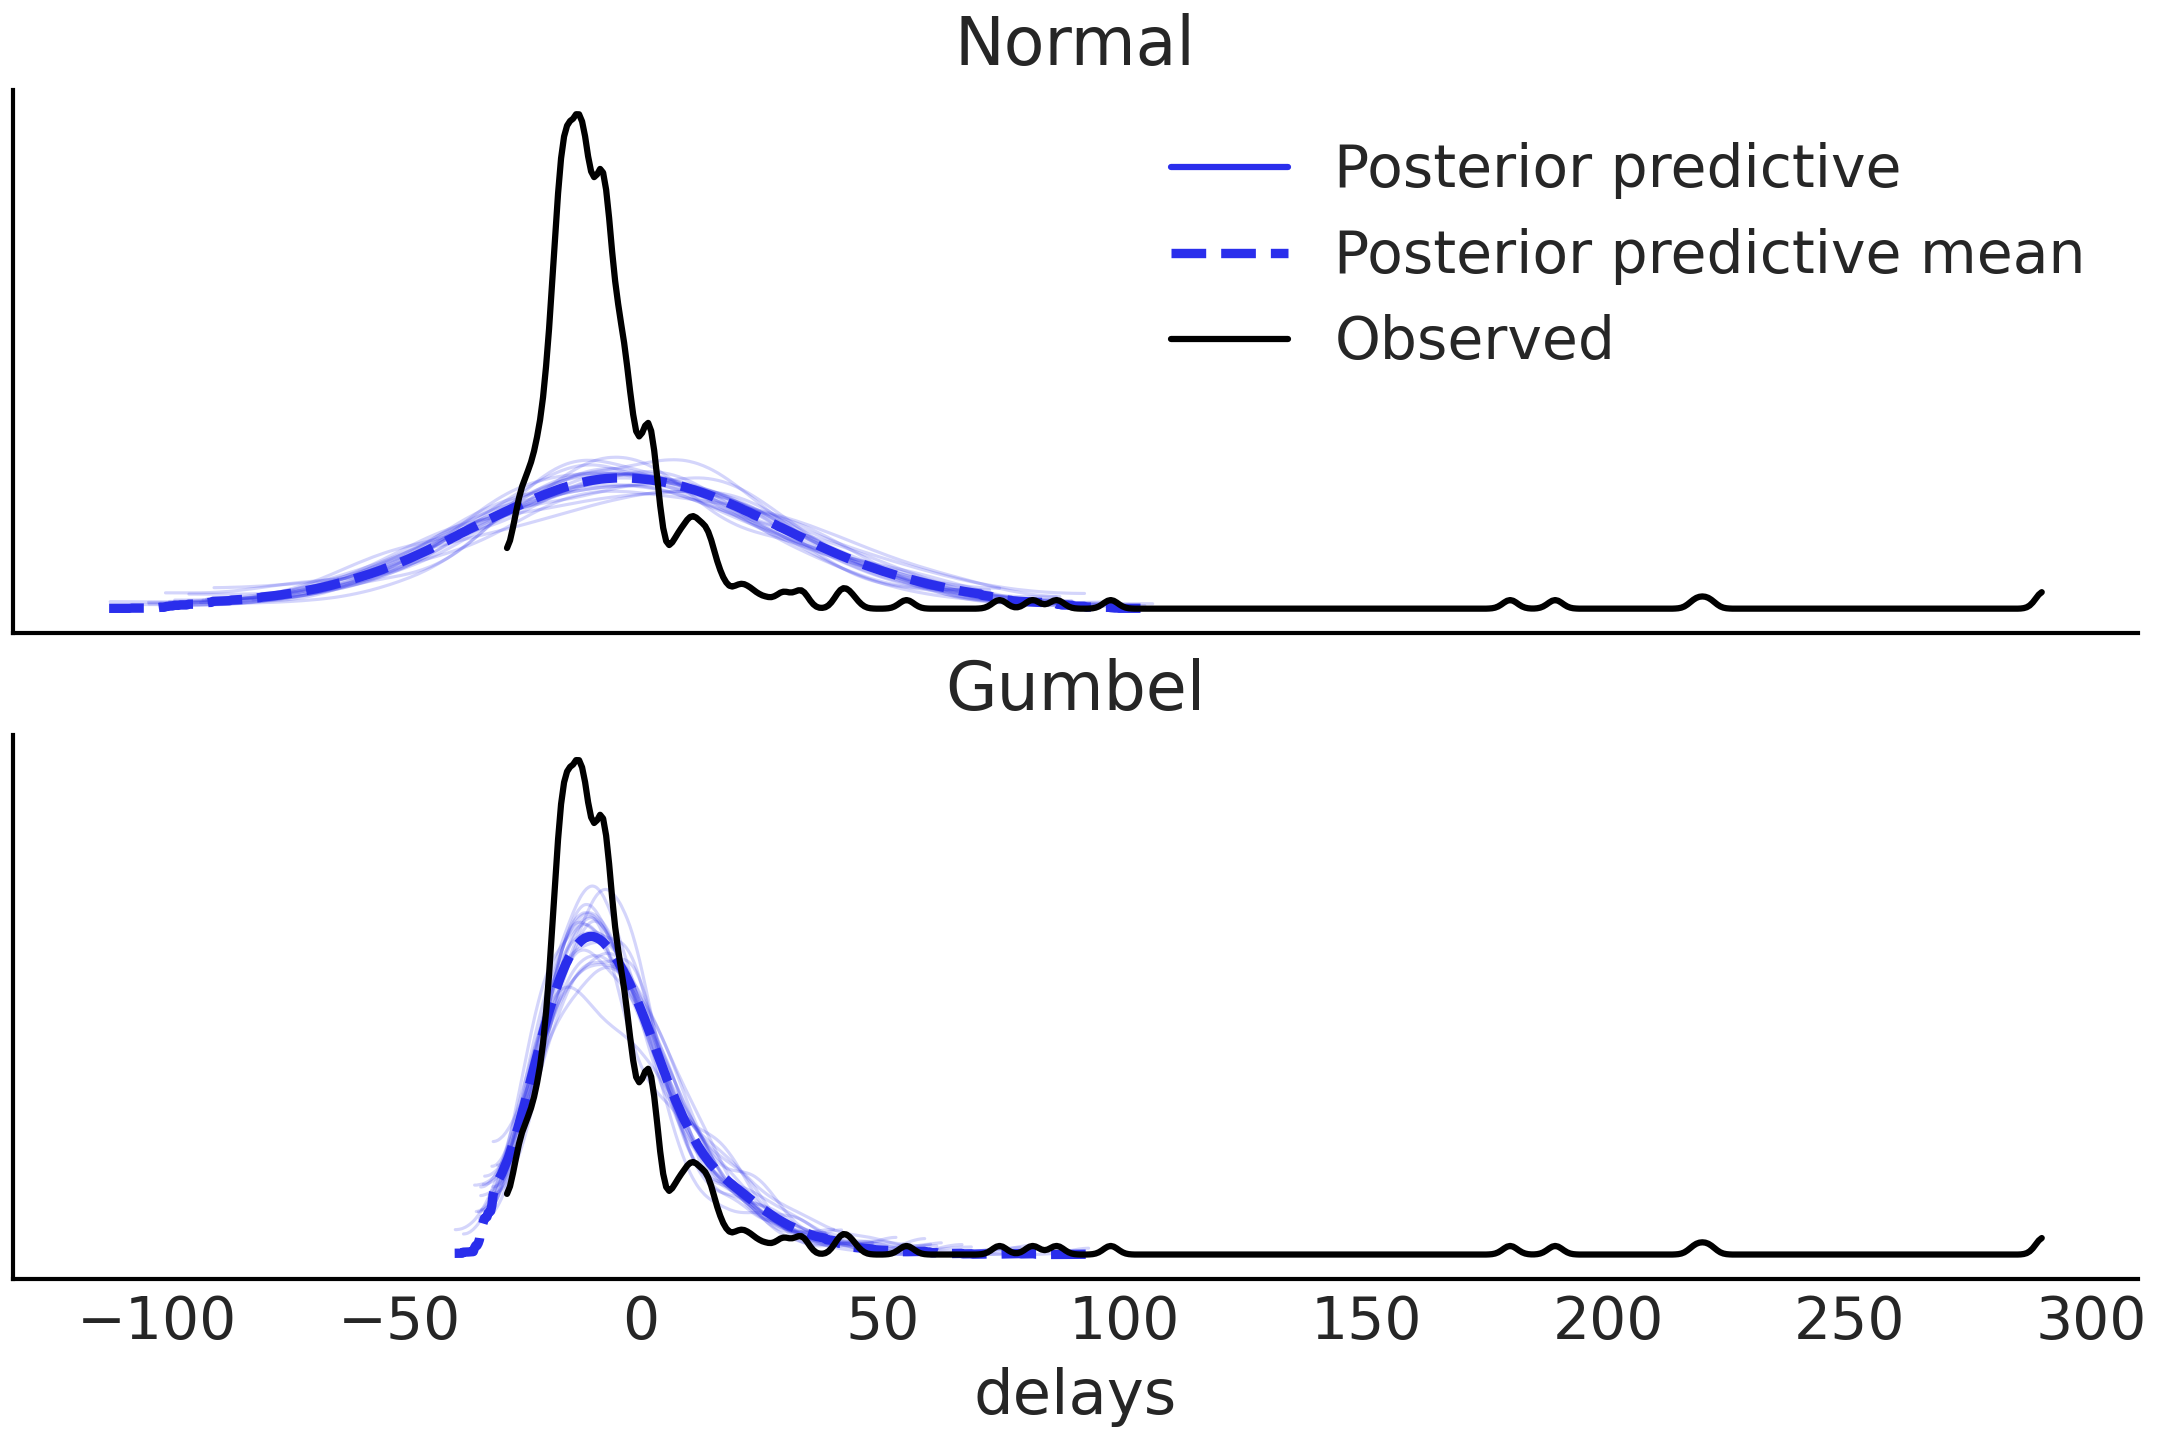 Normal
Posterior predictive
Posterior predictive mean
Observed
Gumbel
−100 −50 0 50 100 150 200 250 300
delays